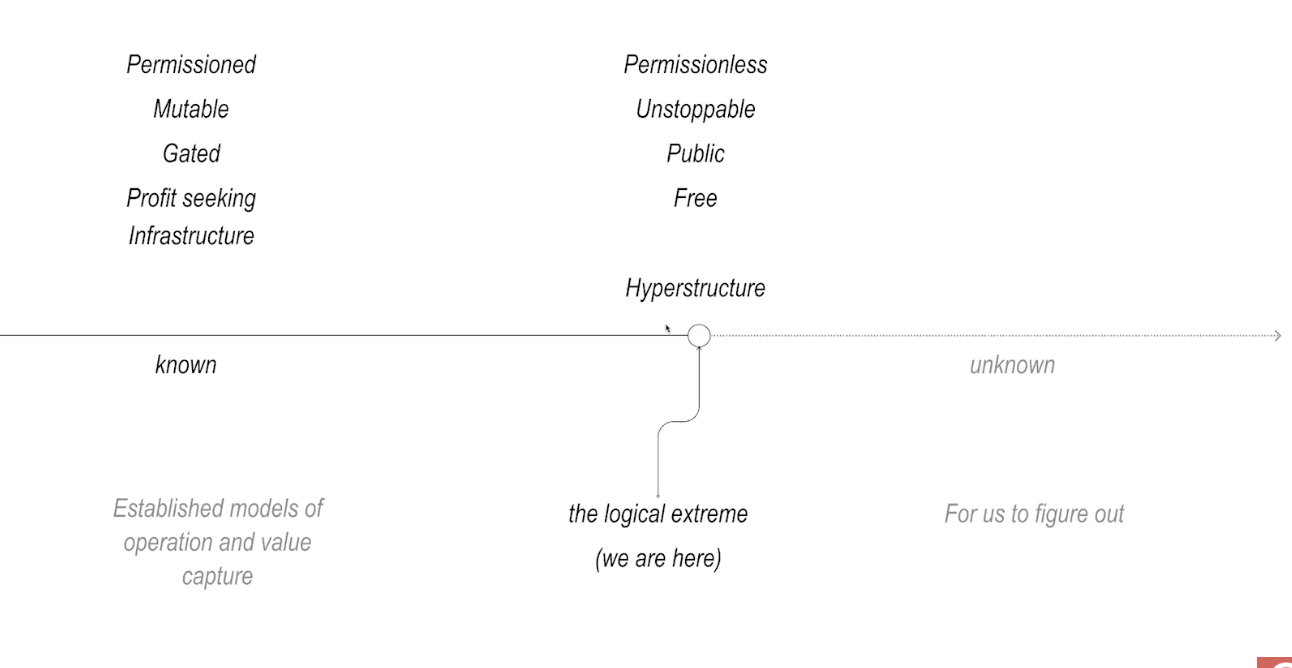 Permissioned
Mutable
Gated
Profit seeking
Infrastructure
Permissionless
Unstoppable
Public
Free
Hyperstructure
known
unknown
Established models of
operation and value
capture
the logical extreme
(we are here)
For us to figure out